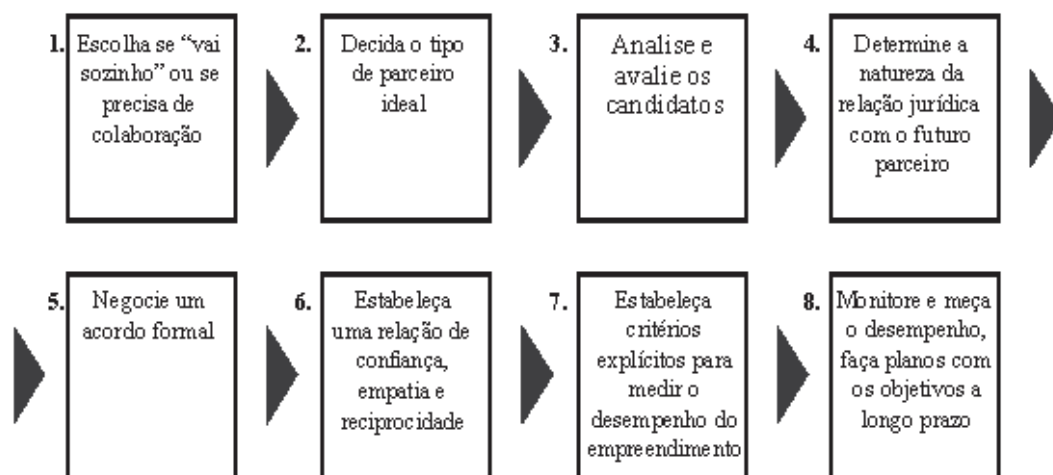 1. Escolha se “vai
sozinho” ou se
precisa de
colaboração
2. Decida o tipo
de parceiro
ideal
3. Analise e
avalie os
candidatos
4. Determine a
natureza da
relação jurídica
com o futuro
parceiro
5. Negocie um
acordo formal
6. Estabeleça
uma relação de
confiança,
empatia e
reciprocidade
7. Estabeleça
critérios
explícitos para
medir o
desempenho do
empreendimento
8. Monitore e meça
o desempenho,
faça planos com
os objetivos a
longo prazo